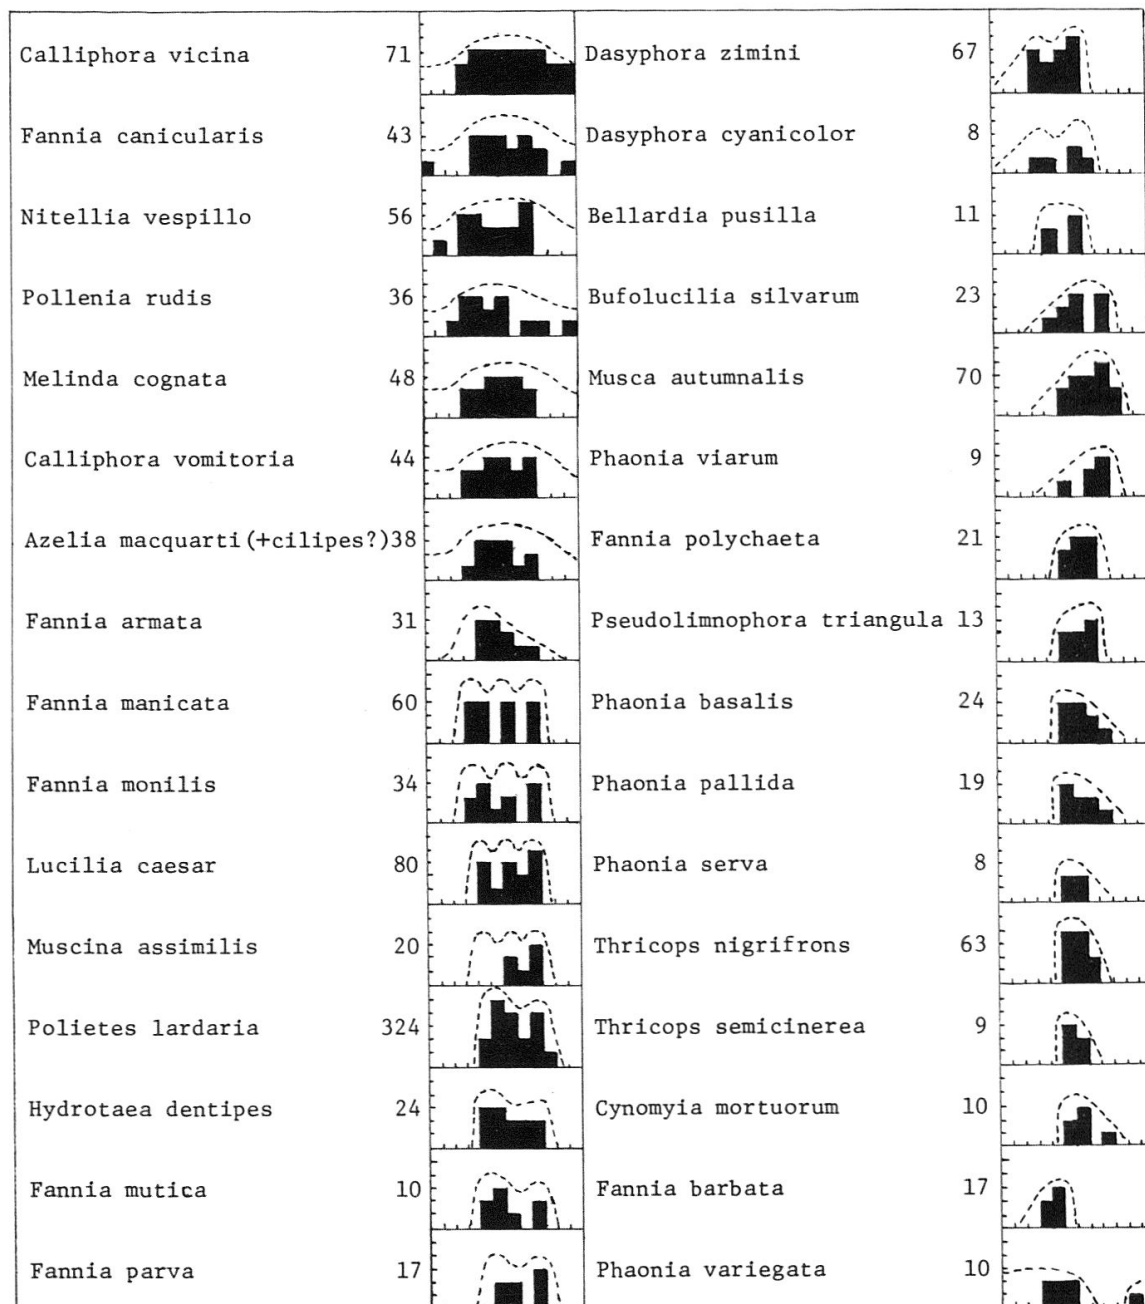 Calliphora vicina 71
Fannia canicularis 43
Nitellia vespillo 56
Pollenia rudis 36
Melinda cognata 48
Calliphora vomitoria 44
Azelia macquarti(+cilipes?)38
Fannia armata 31
Fannia manicata 60
Fannia monilis 34
Lucilia caesar 80
Muscina assimilis 20
Polietes lardaria 324
Hydrotaea dentipes 24
Fannia mutica 10
Fannia parva 17
Dasyphora zimini 67
Dasyphora cyanicolor 8
Bellardia pusilla 11
Bufolucilia silvarum 23
Musca autumnalis 70
Phaonia viarum 9
Fannia polychaeta 21
Pseudolimnophora triangula 13
Phaonia basalis 24
Phaonia pallida 19
Phaonia serva 8
Thricops nigrifrons 63
Thricops semicinerea 9
Cynomyia mortuorum 10
Fannia barbata 17
Phaonia variegata 10